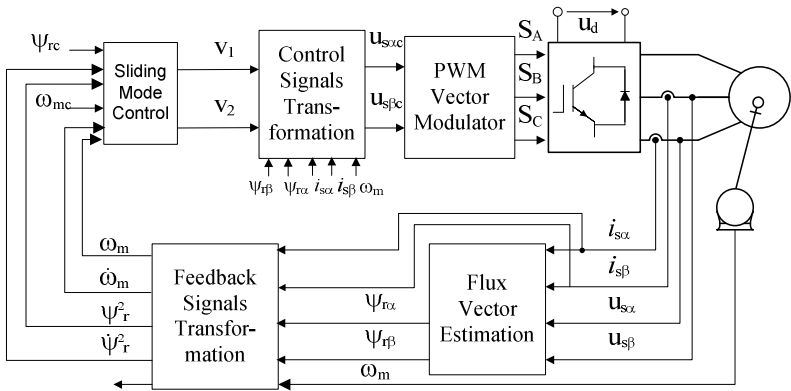 ψrc
ωmc
Sliding
Mode
Control
v1
v2
Control
Signals
Trans-
formation
ψrβ ψrα isα isβ ωm
usαc
usβc
PWM
Vector
Modulator
SA
SB
SC
ud
ωm
ω̇m
ψ²r
ψ̇²r
Feedback
Signals
Transfor-
mation
ψrα
ψrβ
ωm
Flux
Vector
Estimation
isα
isβ
usα
usβ